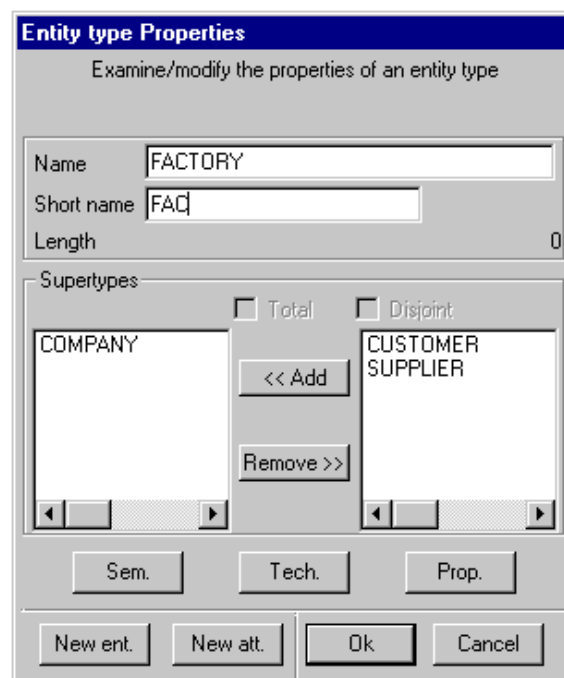 Entity type Properties
Examine/modify the properties of an entity type
Name FACTORY
Short name FAC
Length 0
Supertypes
Total Disjoint
COMPANY
<< Add
Remove >>
CUSTOMER
SUPPLIER
Sem. Tech. Prop.
New ent. New att. Ok Cancel